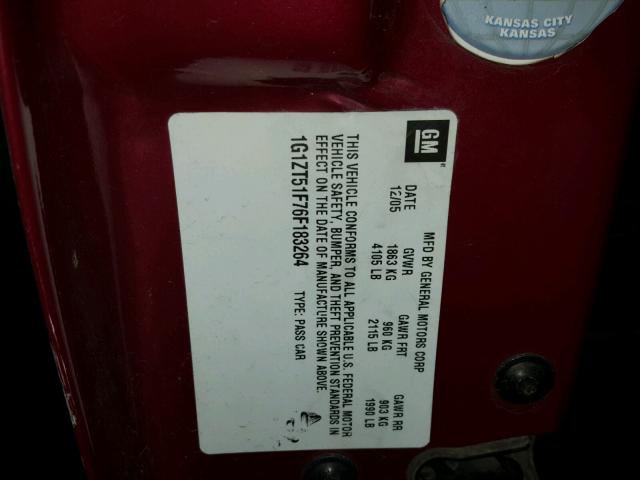 KANSAS CITY
KANSAS
GM
MFD BY GENERAL MOTORS CORP
DATE GVWR GAWR FRT GAWR RR
12/05 1863 KG 960 KG 903 KG
4105 LB 2115 LB 1990 LB
THIS VEHICLE CONFORMS TO ALL APPLICABLE U.S. FEDERAL MOTOR
VEHICLE SAFETY, BUMPER, AND THEFT PREVENTION STANDARDS IN
EFFECT ON THE DATE OF MANUFACTURE SHOWN ABOVE.
1G1ZT51F76F183264 TYPE: PASS CAR